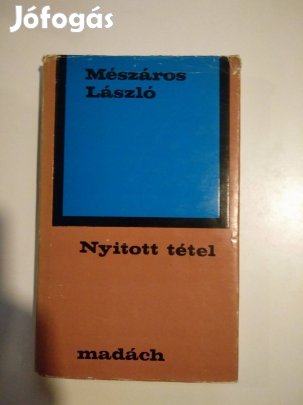 Jófogás
Mészáros
László
Nyitott tétel
madách